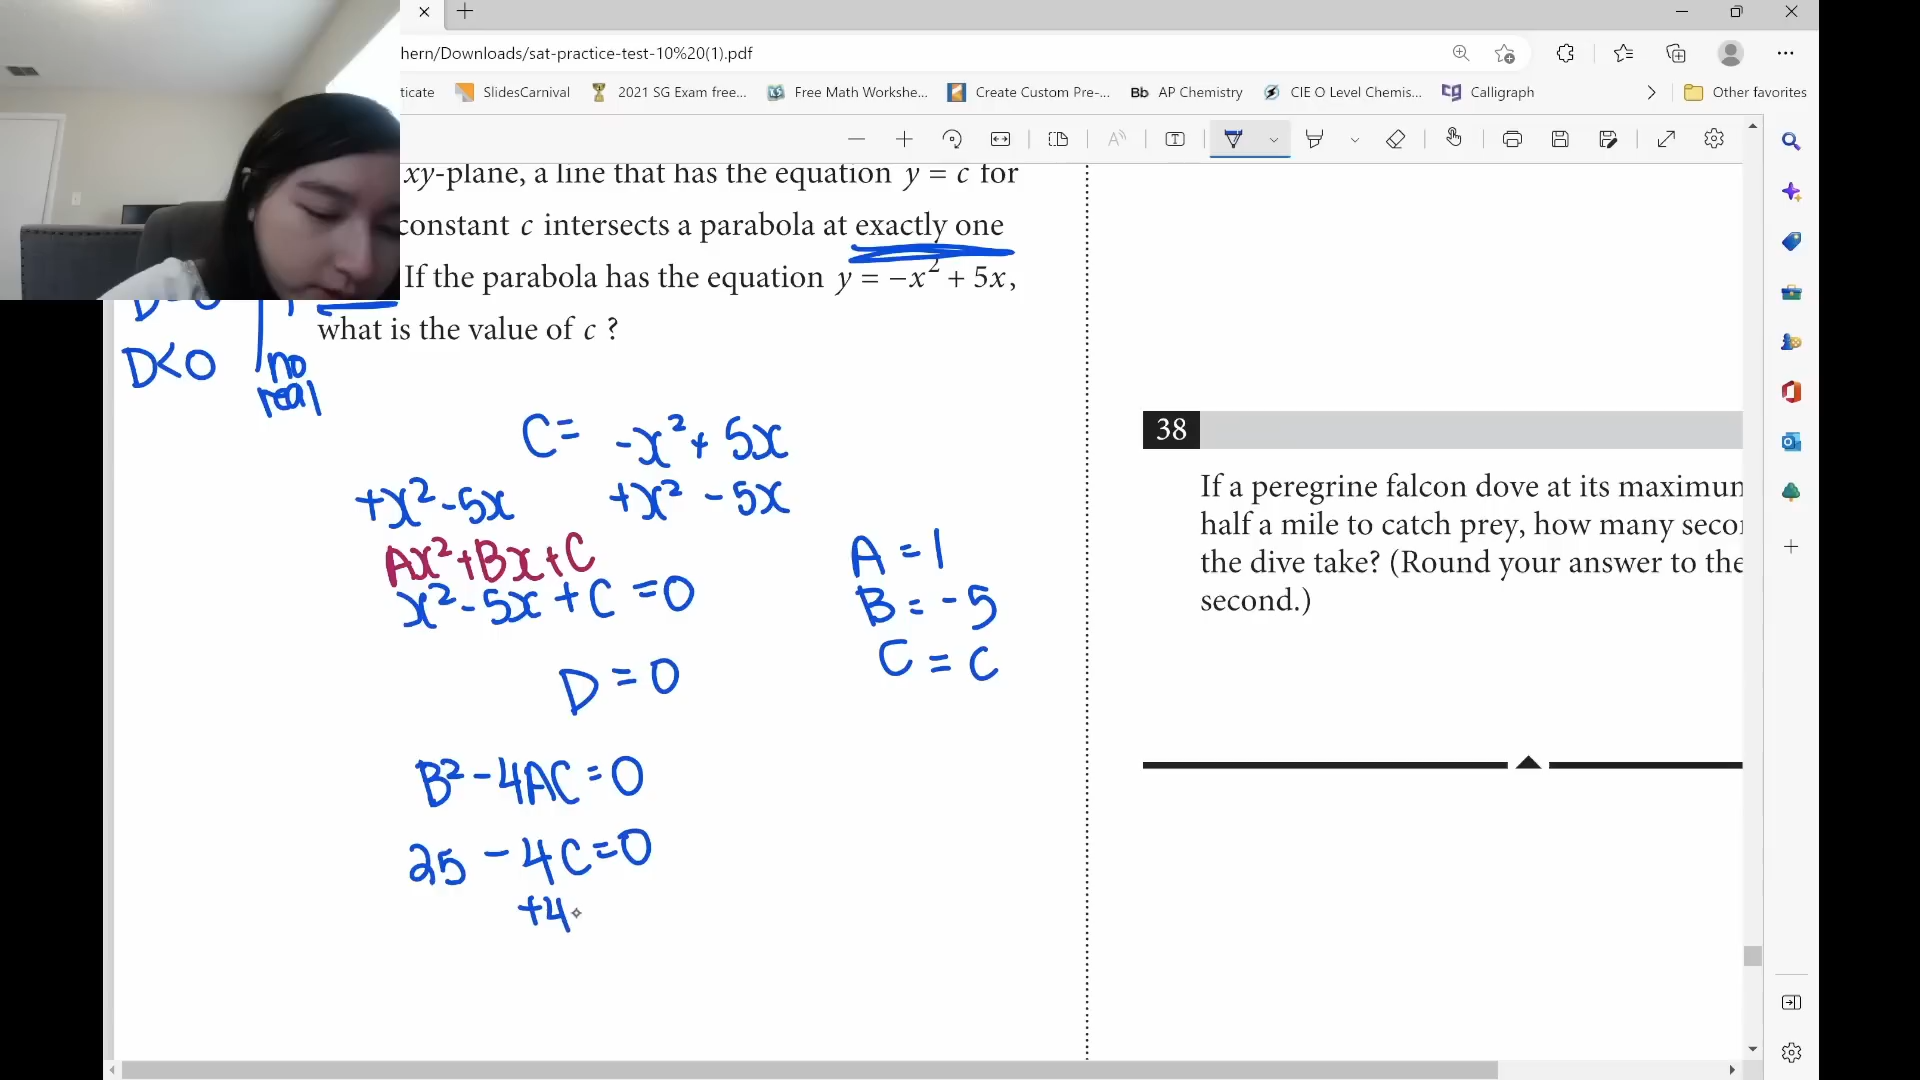 hern/Downloads/sat-practice-test-10%20(1).pdf
ticate SlidesCarnival 2021 SG Exam free... Free Math Workshe... Create Custom Pre-... Bb AP Chemistry CIE O Level Chemis... Calligraph Other favorites
xy-plane, a line that has the equation y = c for
constant c intersects a parabola at exactly one
If the parabola has the equation y = −x² + 5x,
what is the value of c ?
D<0 no
real
C= -x² + 5x
+x² - 5x +x² - 5x
Ax² + Bx + C
x² - 5x + C = 0
D = 0
B² - 4AC = 0
25 - 4C = 0
+4
A = 1
B = -5
C = C
38
If a peregrine falcon dove at its maximum
half a mile to catch prey, how many seco
the dive take? (Round your answer to the
second.)